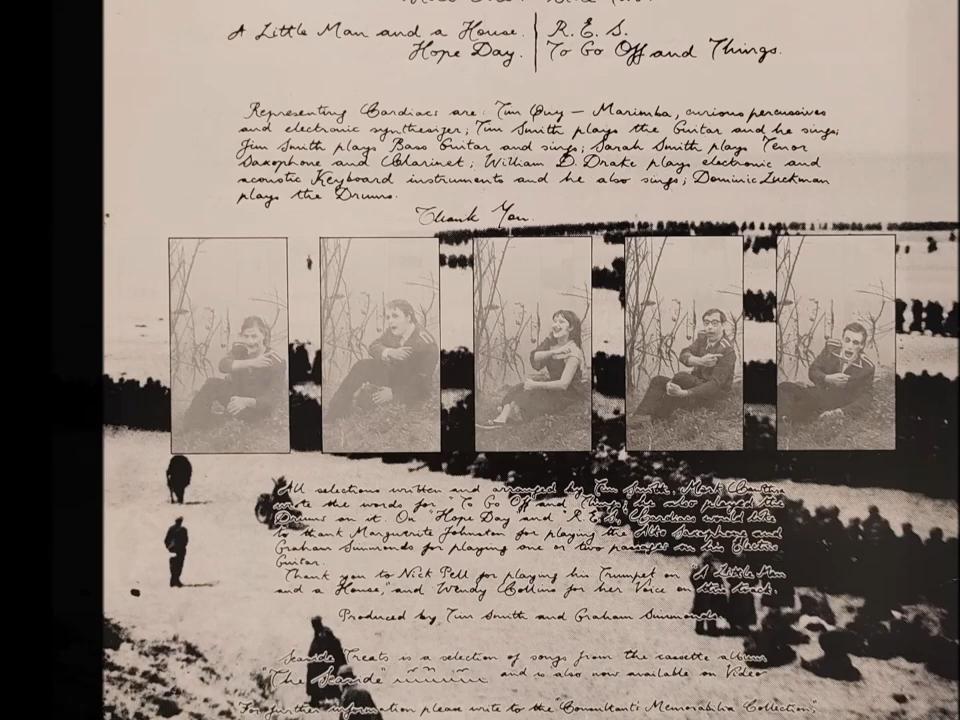 A Little Man and a House. | R.E.S.
Hope Day. | To Go Off and Things.
Representing Cardiacs are: Tim Quy – Marimba, curious percussives
and electronic synthesizer; Tim Smith plays the Guitar and he sings;
Jim Smith plays Bass Guitar and sings; Sarah Smith plays Tenor
Saxophone and Clarinet; William D. Drake plays electronic and
acoustic Keyboard instruments and he also sings; Dominic Luckman
plays the Drums.
Thank You.
All selections written and arranged by Tim Smith, Mark
wrote the words for "To Go Off and Things", he also played the
Drums on it. On "Hope Day and R.E.S. Cardiacs would like
to thank Marguerite Johnston for playing the Alto Saxophone and
Graham Simmonds for playing one or two passages on his Electric
Guitar.
Thank you to Nick Pell for playing his Trumpet on "A Little Man
and a House," and Wendy Collins for her Voice on this track.
Produced by Tim Smith and Graham Simmonds.
Seaside Treats is a selection of songs from the cassette album
"The Seaside" and is also now available on Video
"For further information please write to the Consultant's Memorabilia Collection".